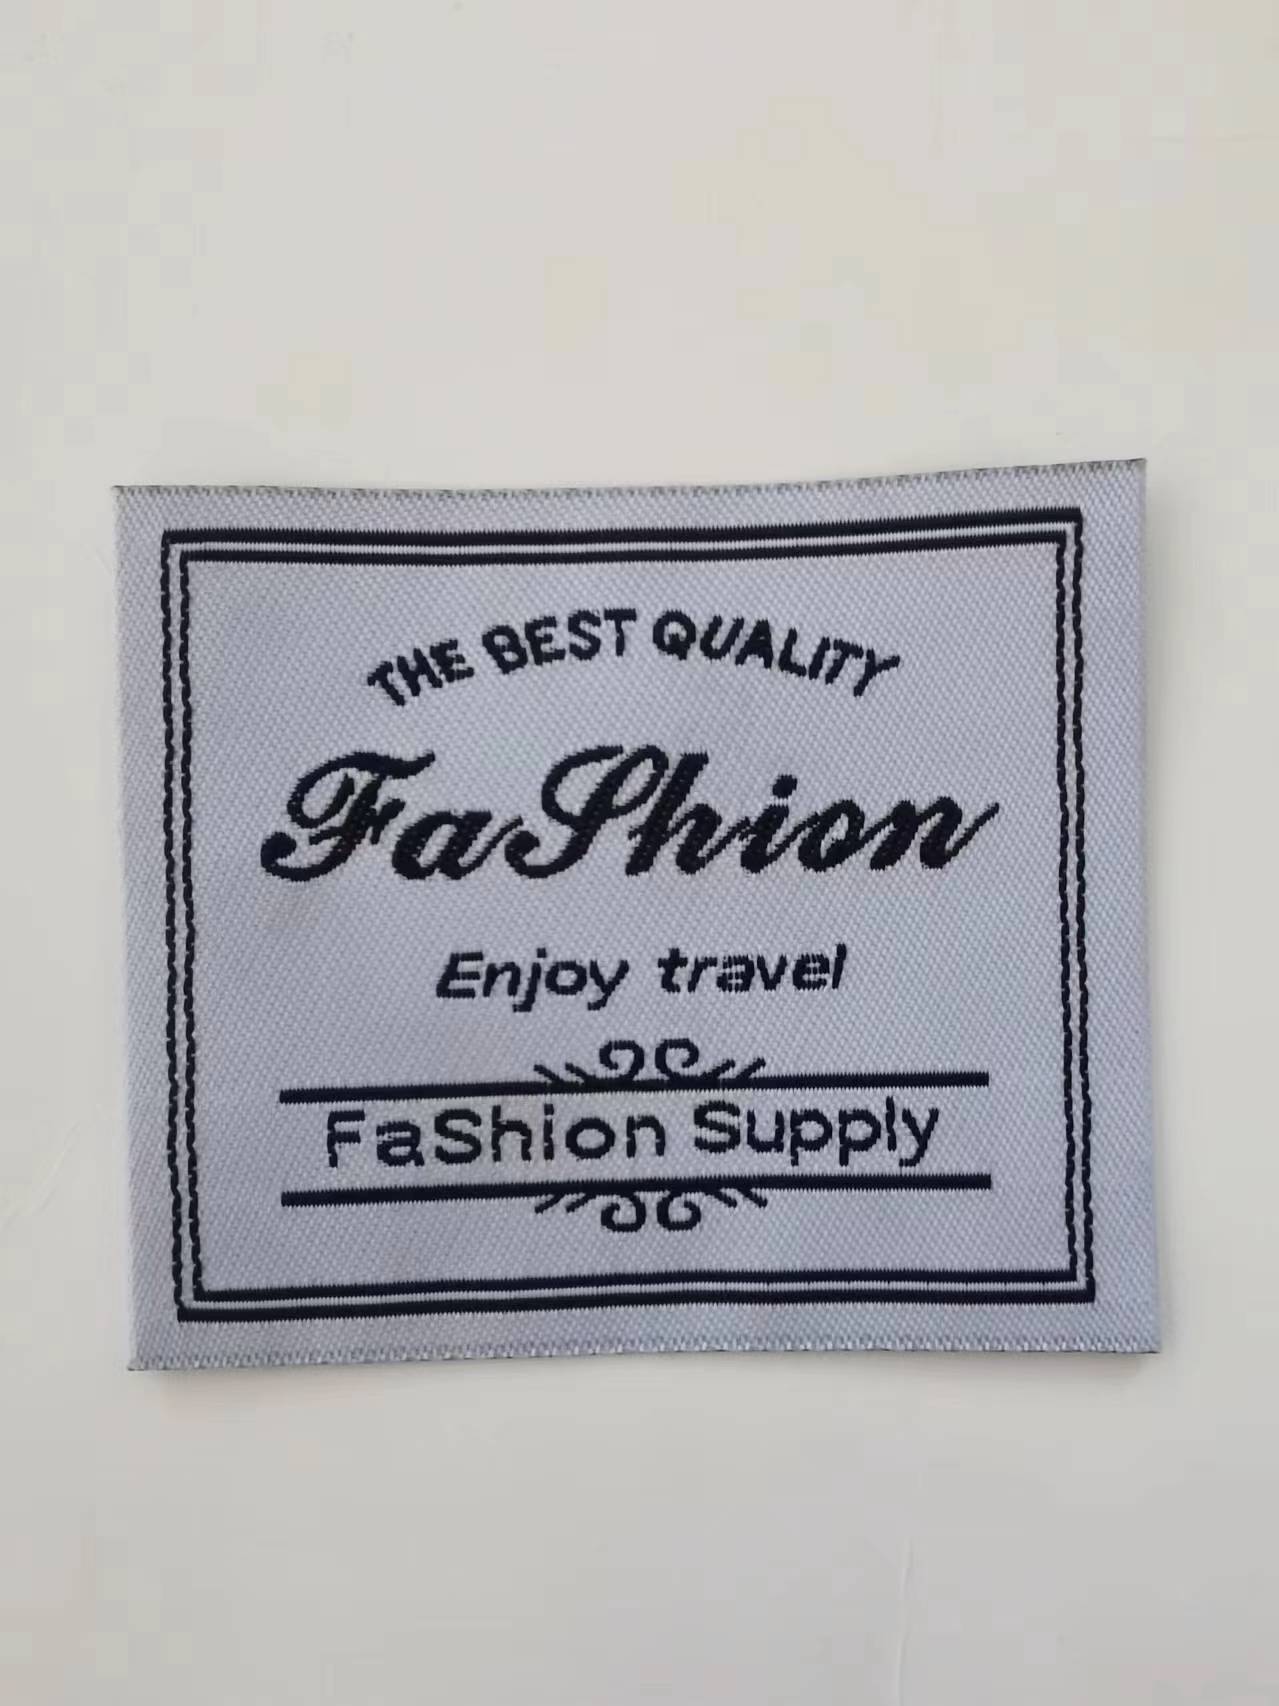 THE BEST QUALITY
FaShion
Enjoy travel
FaShion Supply